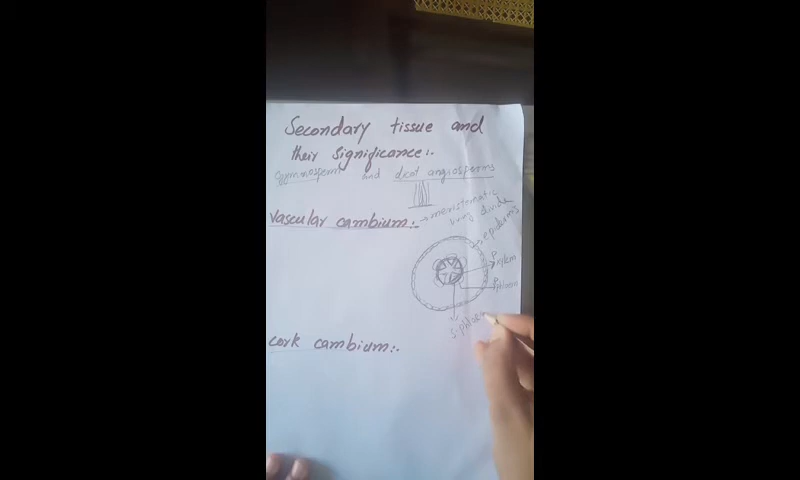 Secondary tissue and
their significance:.
Gymnosperm and dicot angiosperms
Vascular cambium:. → meristematic
living divide
epidermis
P xylem
P phloem
cork cambium:.